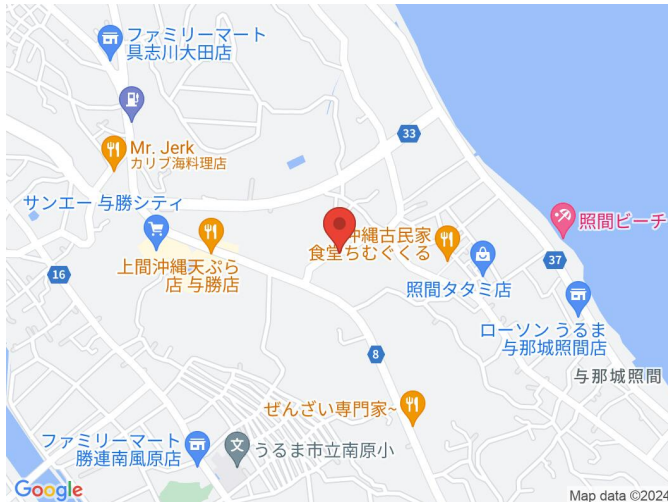 ファミリーマート
具志川大田店
33
Mr. Jerk
カリブ海料理店
サンエー 与勝シティ
照間ビーチ
沖縄古民家
食堂ちむぐくる
上間沖縄天ぷら
店 与勝店
16
37
照間タタミ店
ローソン うるま
与那城照間店
8
与那城照間
ぜんざい専門家~
ファミリーマート
勝連南風原店
文
うるま市立南原小
Google
Map data ©2024